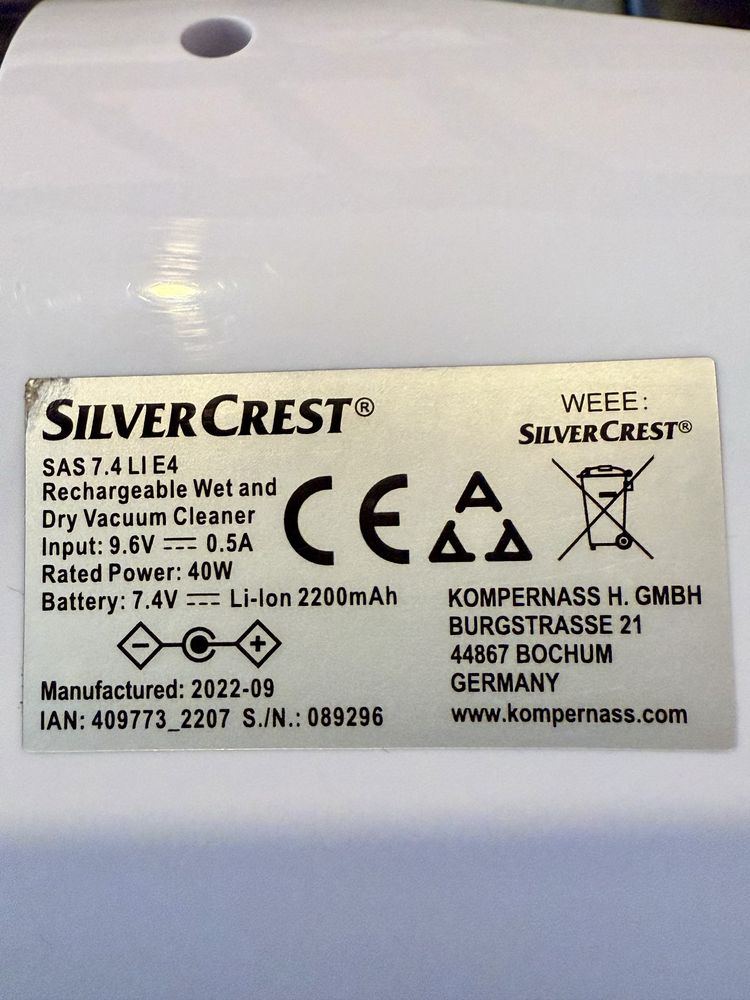 SILVERCREST®
SAS 7.4 LI E4
Rechargeable Wet and
Dry Vacuum Cleaner
Input: 9.6V ⎓ 0.5A
Rated Power: 40W
Battery: 7.4V ⎓ Li-Ion 2200mAh
Manufactured: 2022-09
IAN: 409773_2207 S./N.: 089296
CE
WEEE:
SILVERCREST®
KOMPERNASS H. GMBH
BURGSTRASSE 21
44867 BOCHUM
GERMANY
www.kompernass.com